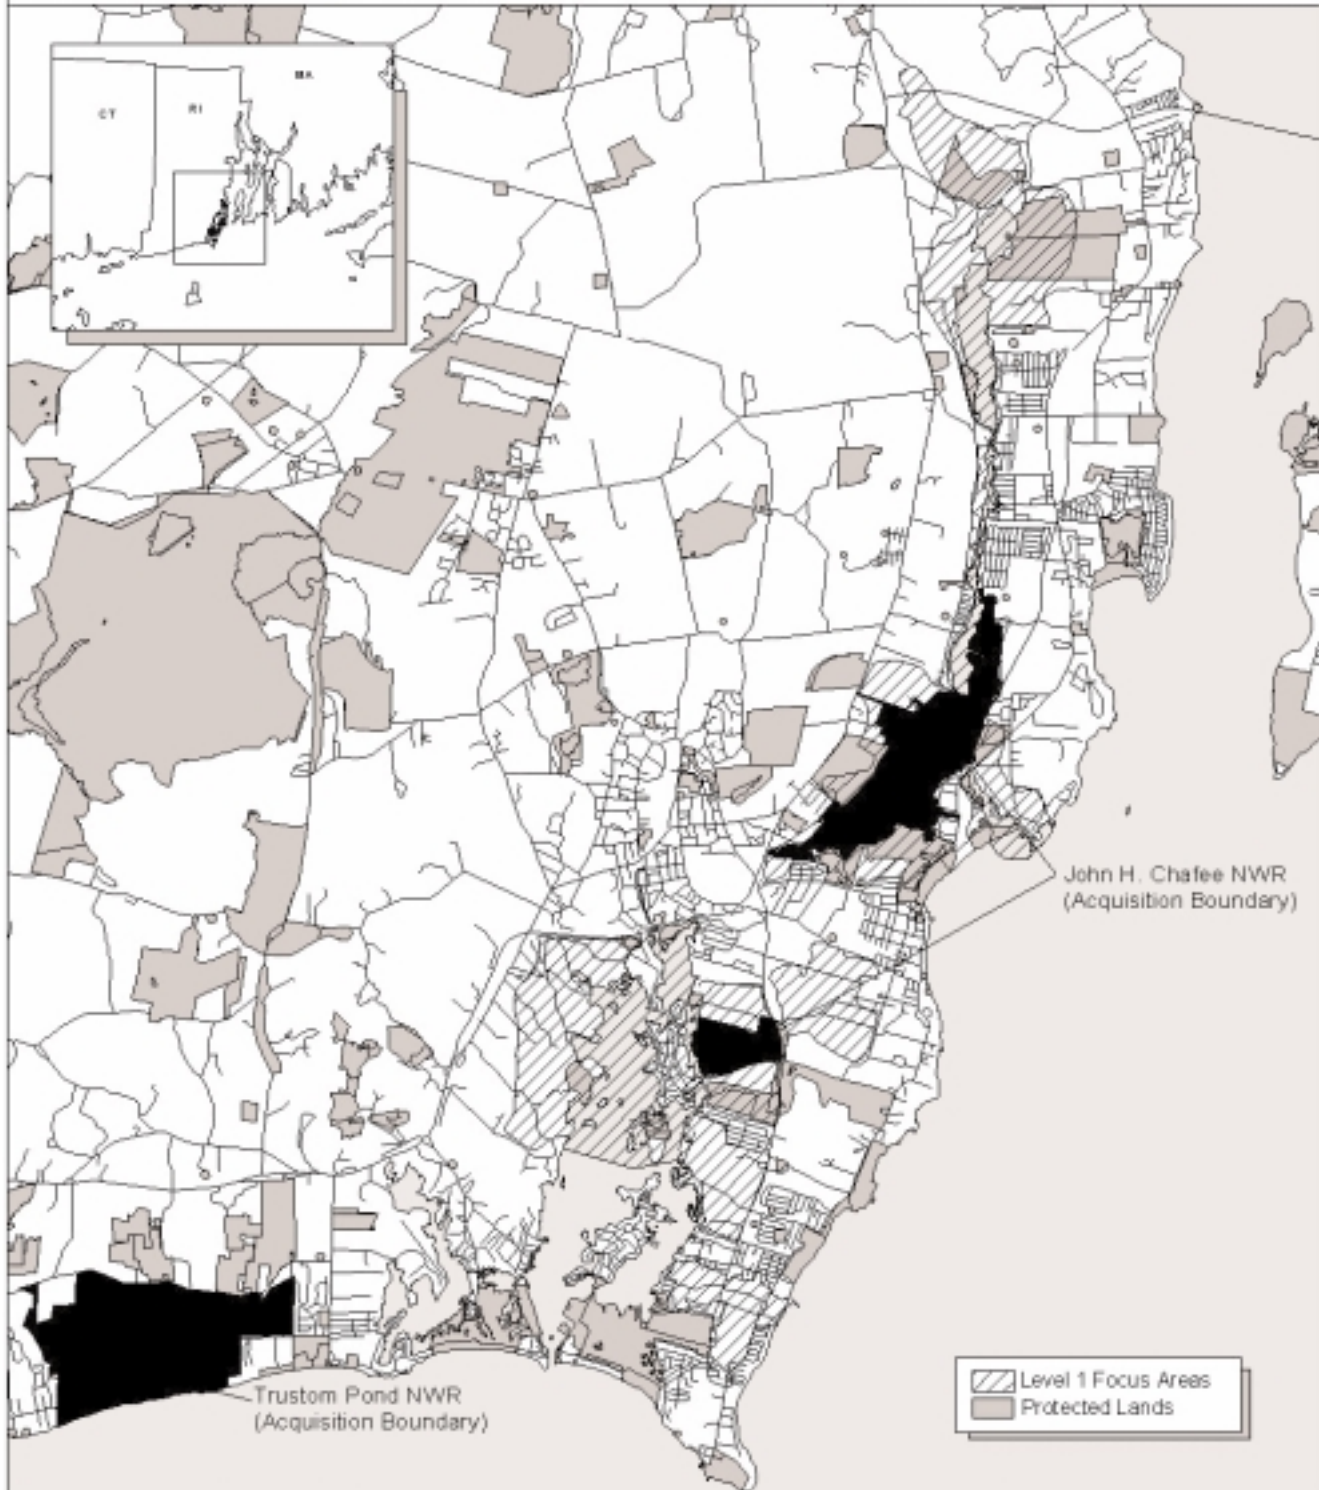 MA
CT
RI
John H. Chafee NWR
(Acquisition Boundary)
Trustom Pond NWR
(Acquisition Boundary)
Level 1 Focus Areas
Protected Lands